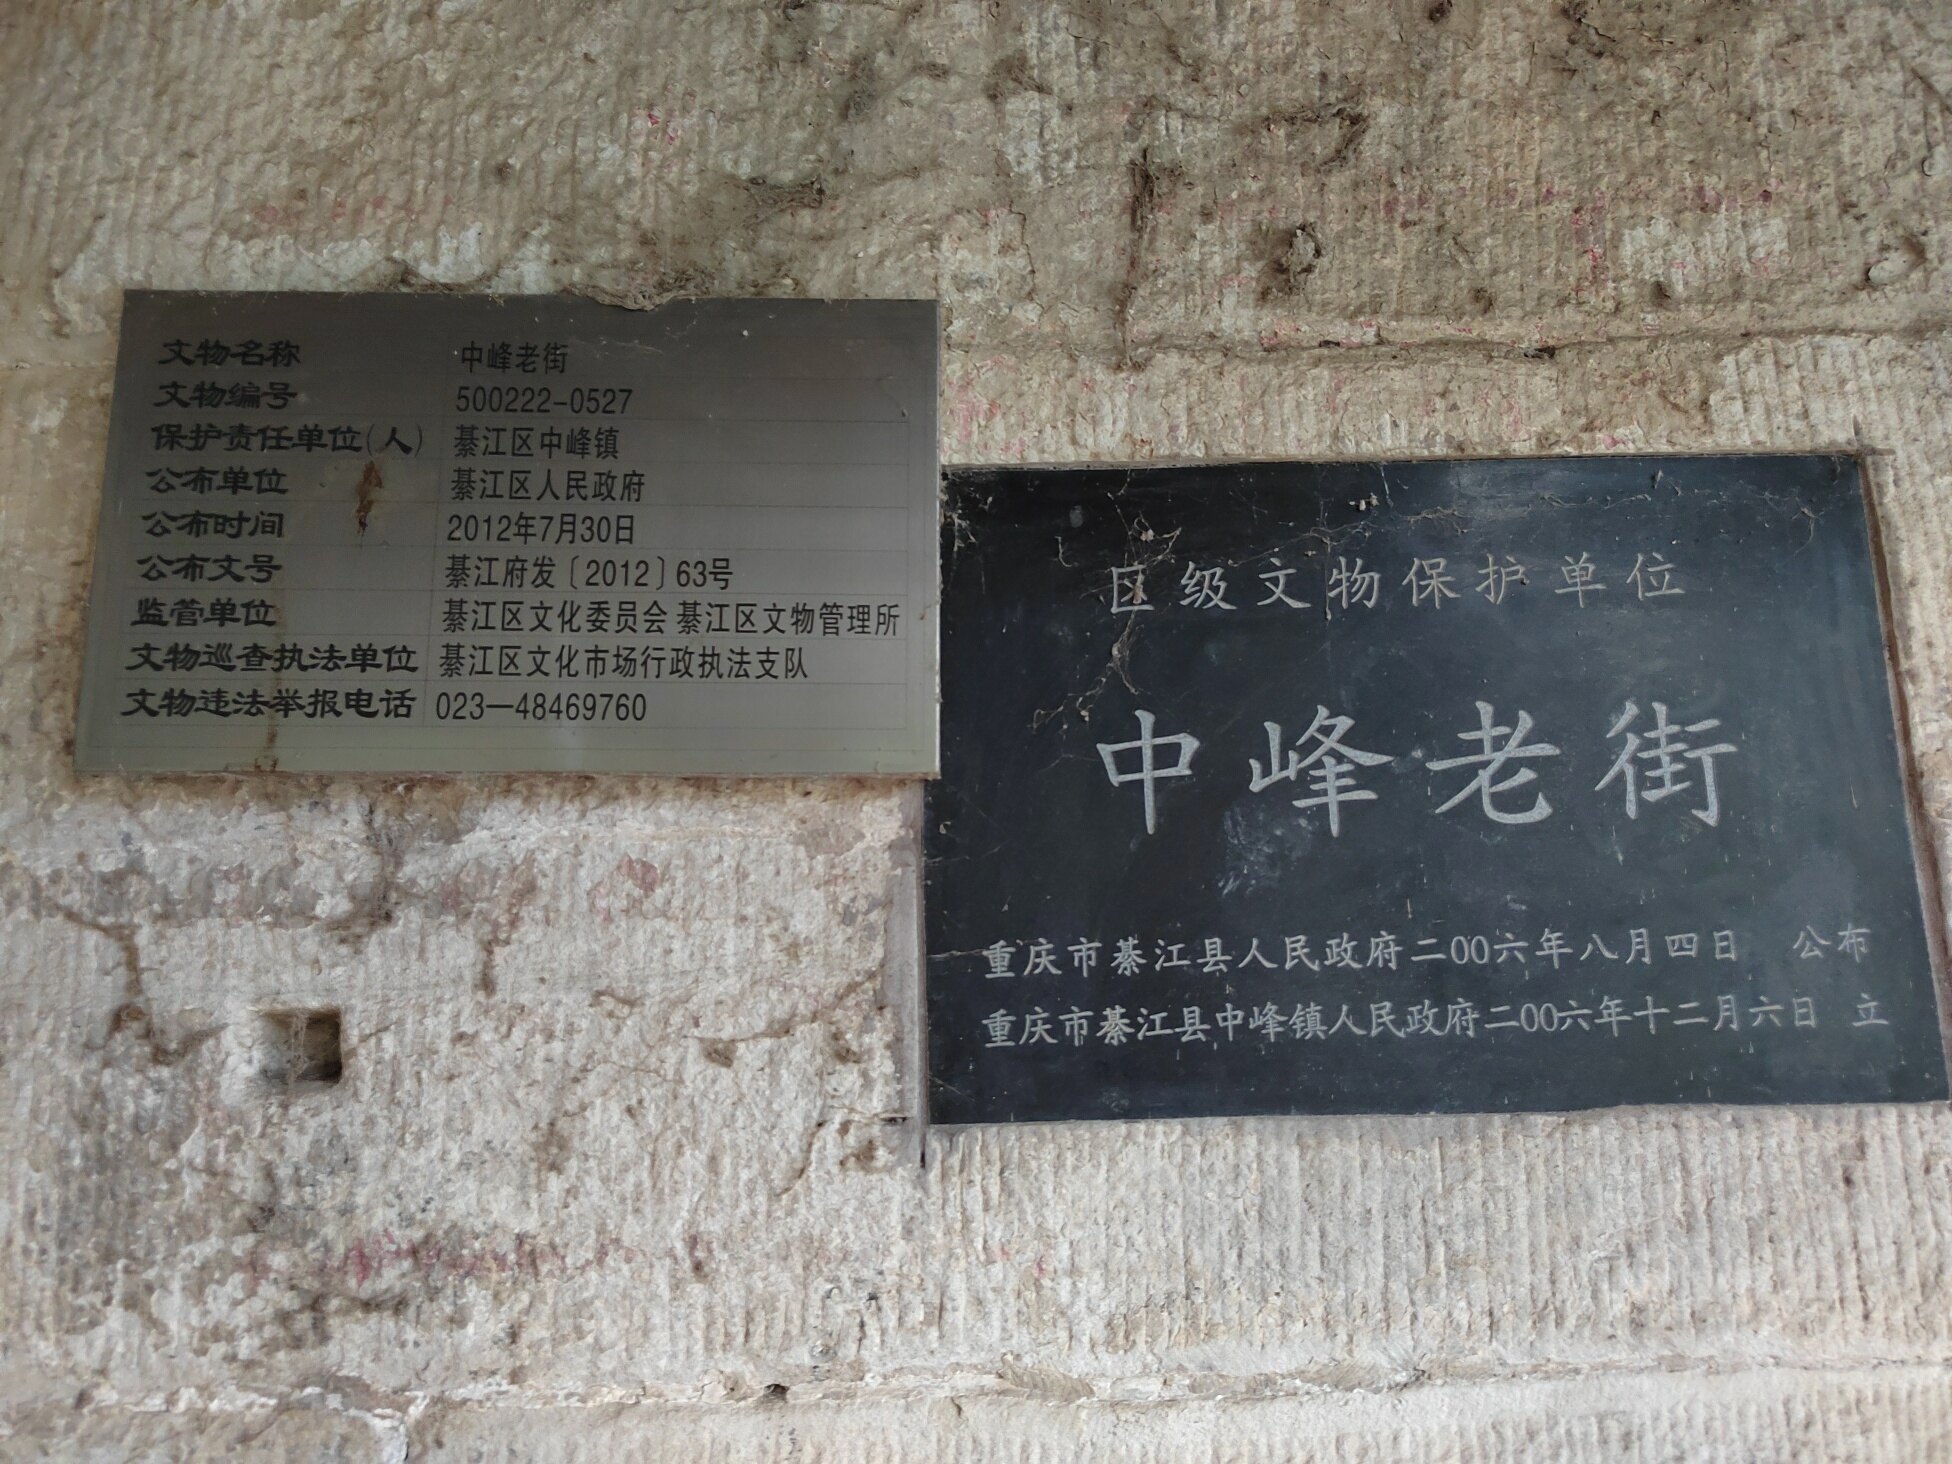 文物名称 中峰老街
文物编号 500222-0527
保护责任单位(人) 綦江区中峰镇
公布单位 綦江区人民政府
公布时间 2012年7月30日
公布文号 綦江府发〔2012〕63号
监管单位 綦江区文化委员会 綦江区文物管理所
文物巡查执法单位 綦江区文化市场行政执法支队
文物违法举报电话 023—48469760
区级文物保护单位
中峰老街
重庆市綦江县人民政府二00六年八月四日 公布
重庆市綦江县中峰镇人民政府二00六年十二月六日 立